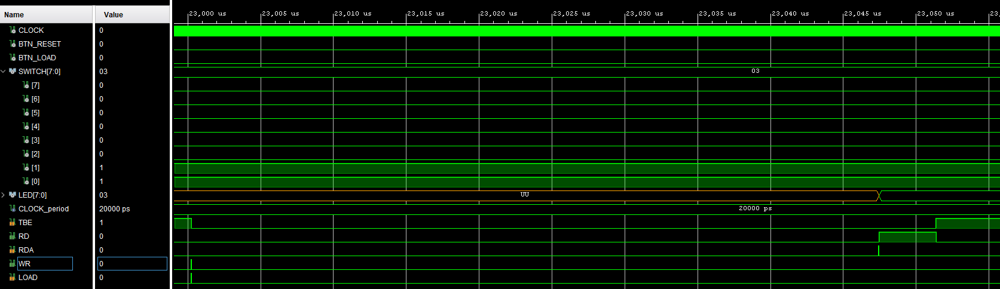 Name Value
23,000 us 23,005 us 23,010 us 23,015 us 23,020 us 23,025 us 23,030 us 23,035 us 23,040 us 23,045 us 23,050 us 23,
CLOCK 0
BTN_RESET 0
BTN_LOAD 0
SWITCH[7:0] 03 03
[7] 0
[6] 0
[5] 0
[4] 0
[3] 0
[2] 0
[1] 1
[0] 1
LED[7:0] 03 UU
CLOCK_period 20000 ps 20000 ps
TBE 1
RD 0
RDA 0
WR 0
LOAD 0